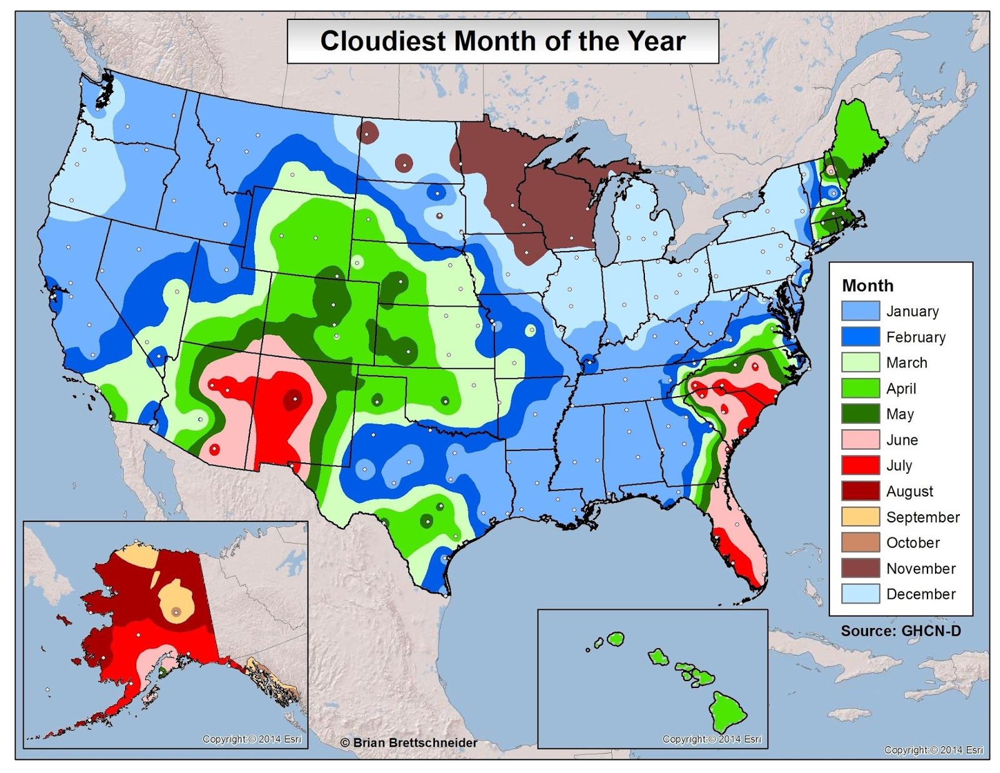 Cloudiest Month of the Year
Month
January
February
March
April
May
June
July
August
September
October
November
December
Source: GHCN-D
Copyright:© 2014 Esri
© Brian Brettschneider
Copyright:© 2014 Esri
Copyright:© 2014 Esri